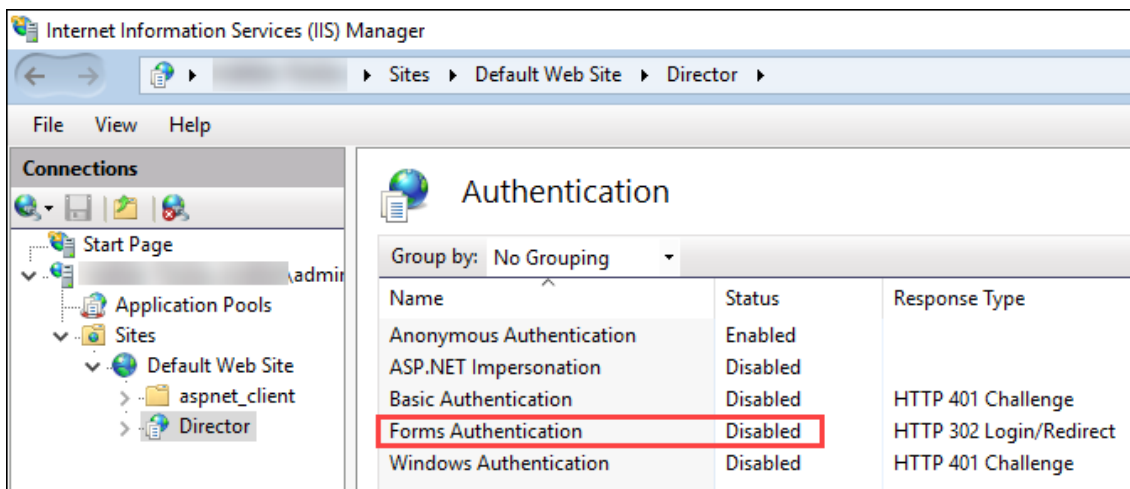 Internet Information Services (IIS) Manager
Sites Default Web Site Director
File View Help
Connections
Start Page
\admin
Application Pools
Sites
Default Web Site
aspnet_client
Director
Authentication
Group by: No Grouping
Name Status Response Type
Anonymous Authentication Enabled
ASP.NET Impersonation Disabled
Basic Authentication Disabled HTTP 401 Challenge
Forms Authentication Disabled HTTP 302 Login/Redirect
Windows Authentication Disabled HTTP 401 Challenge